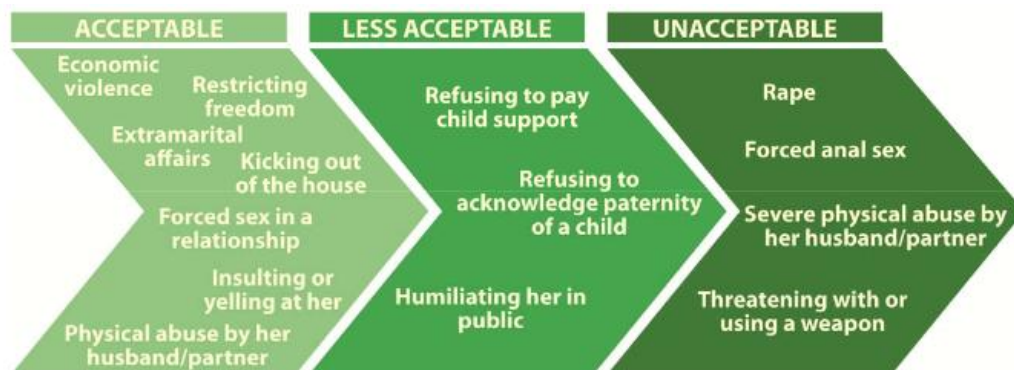 ACCEPTABLE
Economic
violence
Restricting
freedom
Extramarital
affairs
Kicking out
of the house
Forced sex in a
relationship
Insulting or
yelling at her
Physical abuse by her
husband/partner
LESS ACCEPTABLE
Refusing to pay
child support
Refusing to
acknowledge paternity
of a child
Humiliating her in
public
UNACCEPTABLE
Rape
Forced anal sex
Severe physical abuse by
her husband/partner
Threatening with or
using a weapon